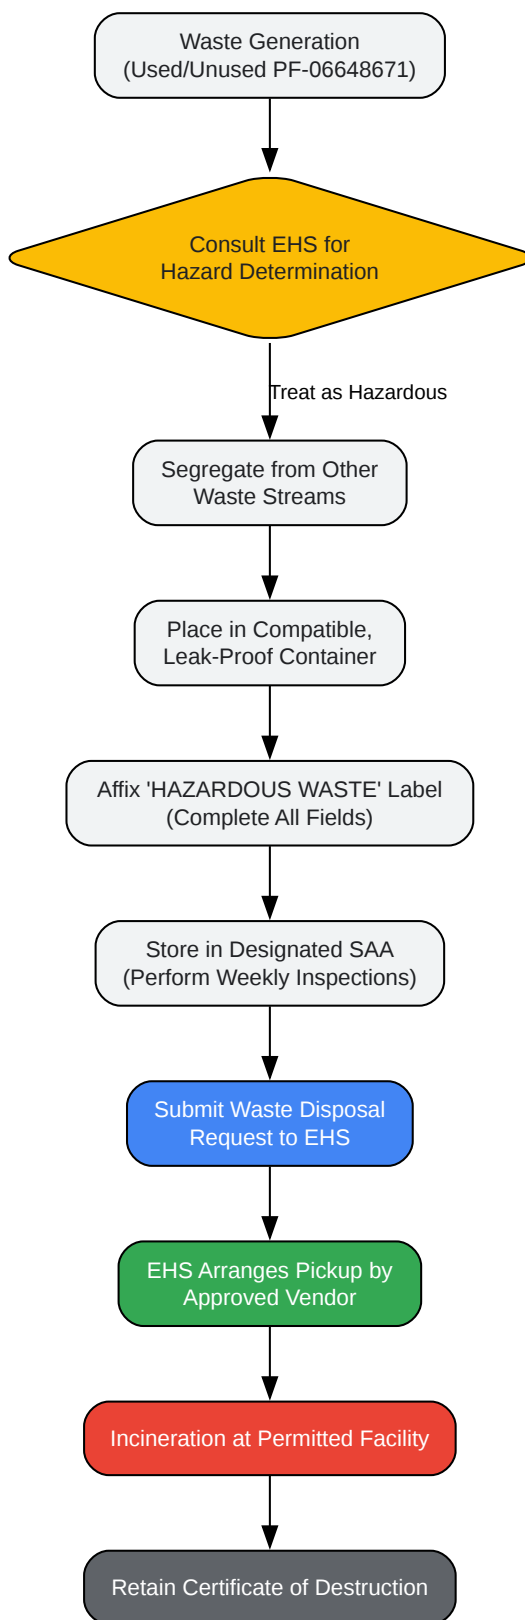 Waste Generation
(Used/Unused PF-06648671)
Consult EHS for
Hazard Determination
Treat as Hazardous
Segregate from Other
Waste Streams
Place in Compatible,
Leak-Proof Container
Affix 'HAZARDOUS WASTE' Label
(Complete All Fields)
Store in Designated SAA
(Perform Weekly Inspections)
Submit Waste Disposal
Request to EHS
EHS Arranges Pickup by
Approved Vendor
Incineration at Permitted Facility
Retain Certificate of Destruction